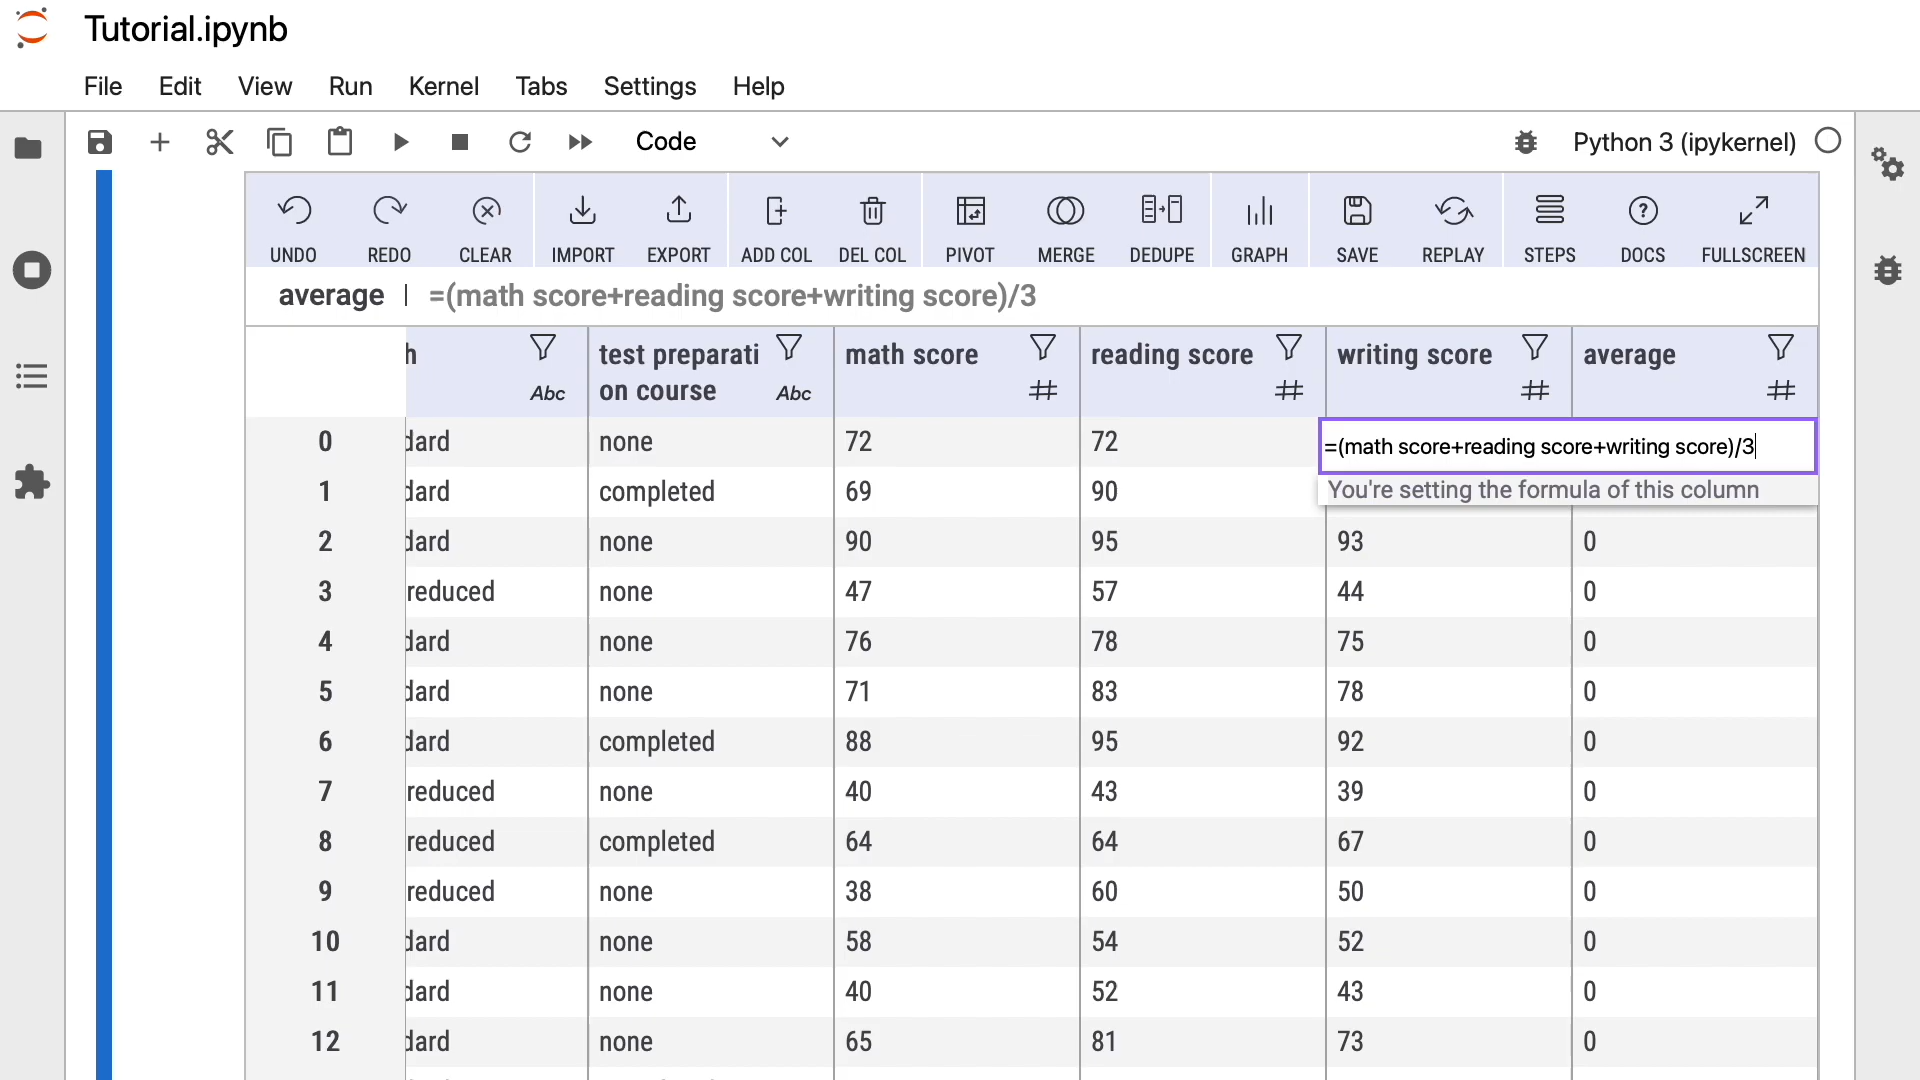 Tutorial.ipynb
File Edit View Run Kernel Tabs Settings Help
Code Python 3 (ipykernel)
UNDO REDO CLEAR IMPORT EXPORT ADD COL DEL COL PIVOT MERGE DEDUPE GRAPH SAVE REPLAY STEPS DOCS FULLSCREEN
average | =(math score+reading score+writing score)/3
h test preparati math score reading score writing score average
Abc on course Abc # # # #
0 dard none 72 72 =(math score+reading score+writing score)/3
1 dard completed 69 90 You're setting the formula of this column
2 dard none 90 95 93 0
3 reduced none 47 57 44 0
4 dard none 76 78 75 0
5 dard none 71 83 78 0
6 dard completed 88 95 92 0
7 reduced none 40 43 39 0
8 reduced completed 64 64 67 0
9 reduced none 38 60 50 0
10 dard none 58 54 52 0
11 dard none 40 52 43 0
12 dard none 65 81 73 0